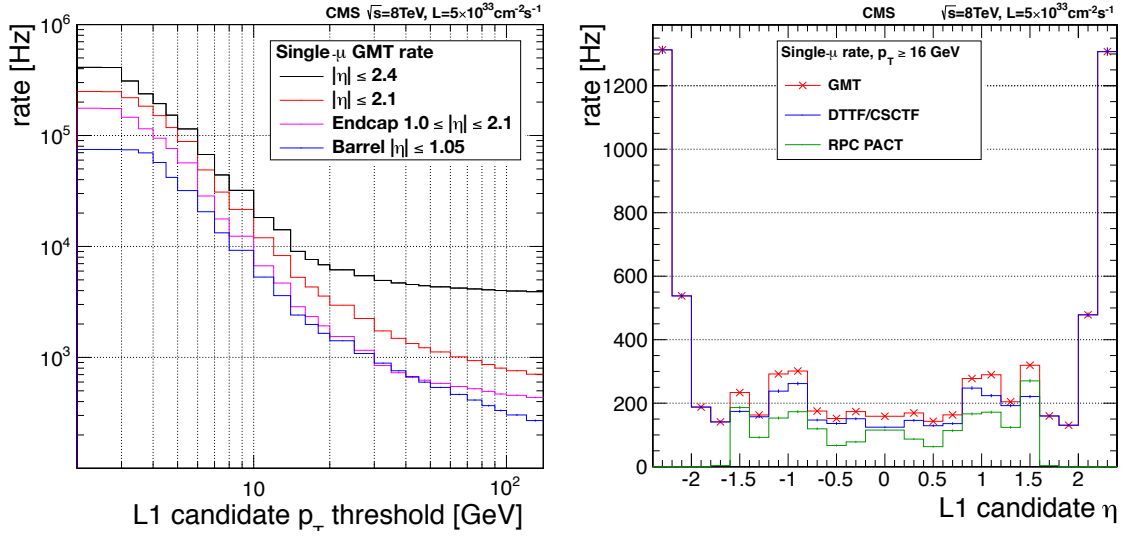 CMS √s=8TeV, L=5×10³³cm⁻²s⁻¹
rate [Hz]
10⁶
10⁵
10⁴
10³
Single-μ GMT rate
|η| ≤ 2.4
|η| ≤ 2.1
Endcap 1.0 ≤ |η| ≤ 2.1
Barrel |η| ≤ 1.05
10 10²
L1 candidate p_T threshold [GeV]
CMS √s=8TeV, L=5×10³³cm⁻²s⁻¹
rate [Hz]
1200
1000
800
600
400
200
0
Single-μ rate, p_T ≥ 16 GeV
GMT
DTTF/CSCTF
RPC PACT
-2 -1.5 -1 -0.5 0 0.5 1 1.5 2
L1 candidate η